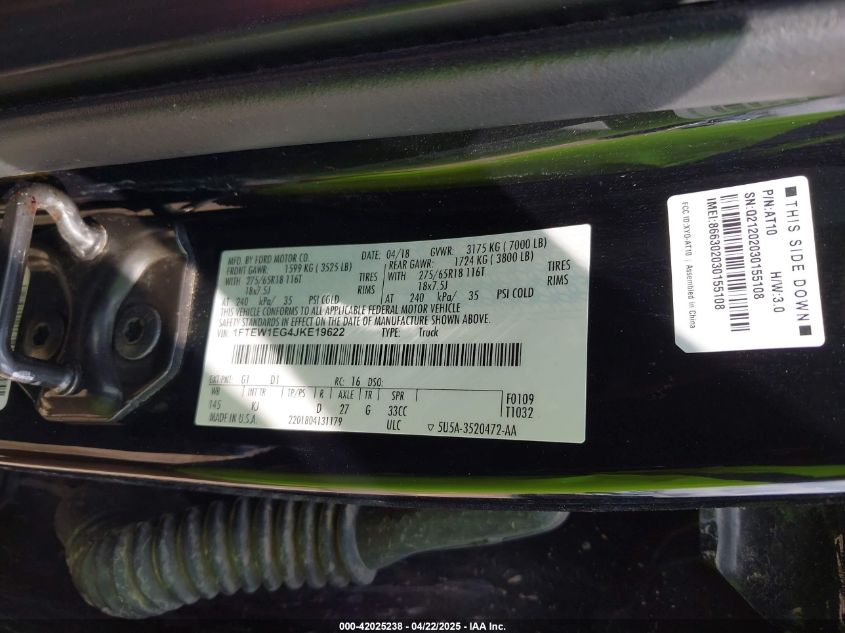 MFD. BY FORD MOTOR CO.
DATE: 04/18 GVWR: 3175 KG (7000 LB)
FRONT GAWR: 1599 KG (3525 LB)
REAR GAWR: 1724 KG (3800 LB)
WITH 275/65R18 116T TIRES
WITH 275/65R18 116T TIRES
18x7.5J RIMS
18x7.5J RIMS
AT 240 kPa/ 35 PSI COLD
AT 240 kPa/ 35 PSI COLD
THIS VEHICLE CONFORMS TO ALL APPLICABLE FEDERAL MOTOR VEHICLE
SAFETY STANDARDS IN EFFECT ON THE DATE OF MANUFACTURE SHOWN ABOVE.
VIN: 1FTEW1EG4JKE19622 TYPE: Truck
EXT PNT: G1 D1 RC: 16 DSO:
WB INT TR TP/PS R AXLE TR SPR F0109
145 KJ D 27 G 33CC T1032
MADE IN U.S.A. 2201804131179 ULC ▽ 5U5A-3520472-AA
THIS SIDE DOWN
P/N:AT10 H/W:3.0
SN:021202030155108
IMEI:866302030155108
FCC ID:XYO-AT10 / Assembled in China
000-42025238 - 04/22/2025 - IAA Inc.